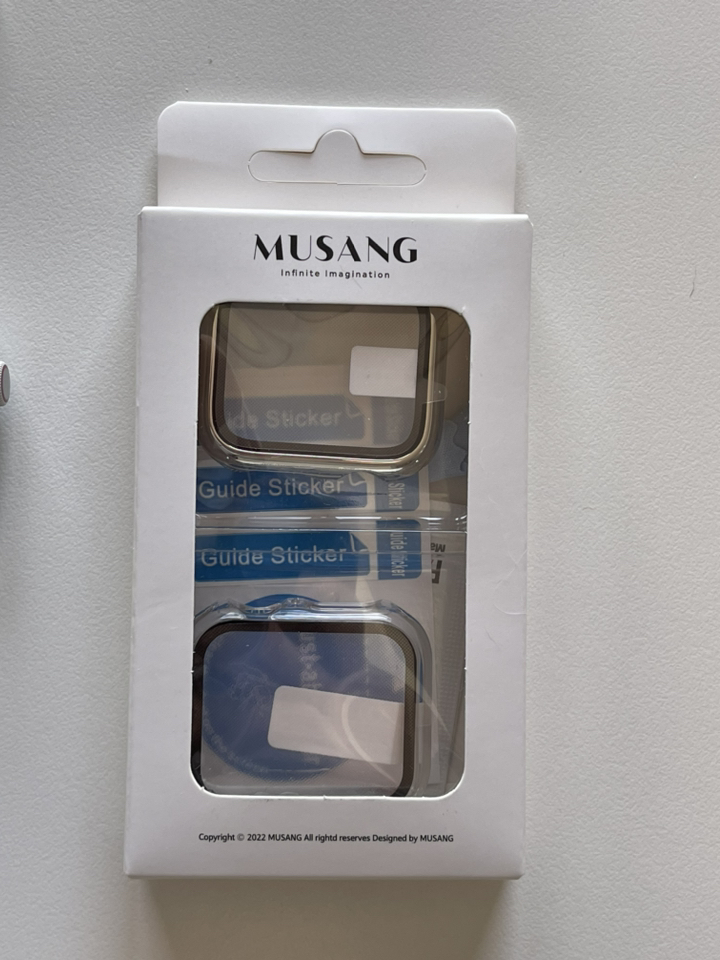 MUSANG
Infinite Imagination
Guide Sticker
Guide Sticker
Guide Sticker
Copyright © 2022 MUSANG All rightd reserves Designed by MUSANG